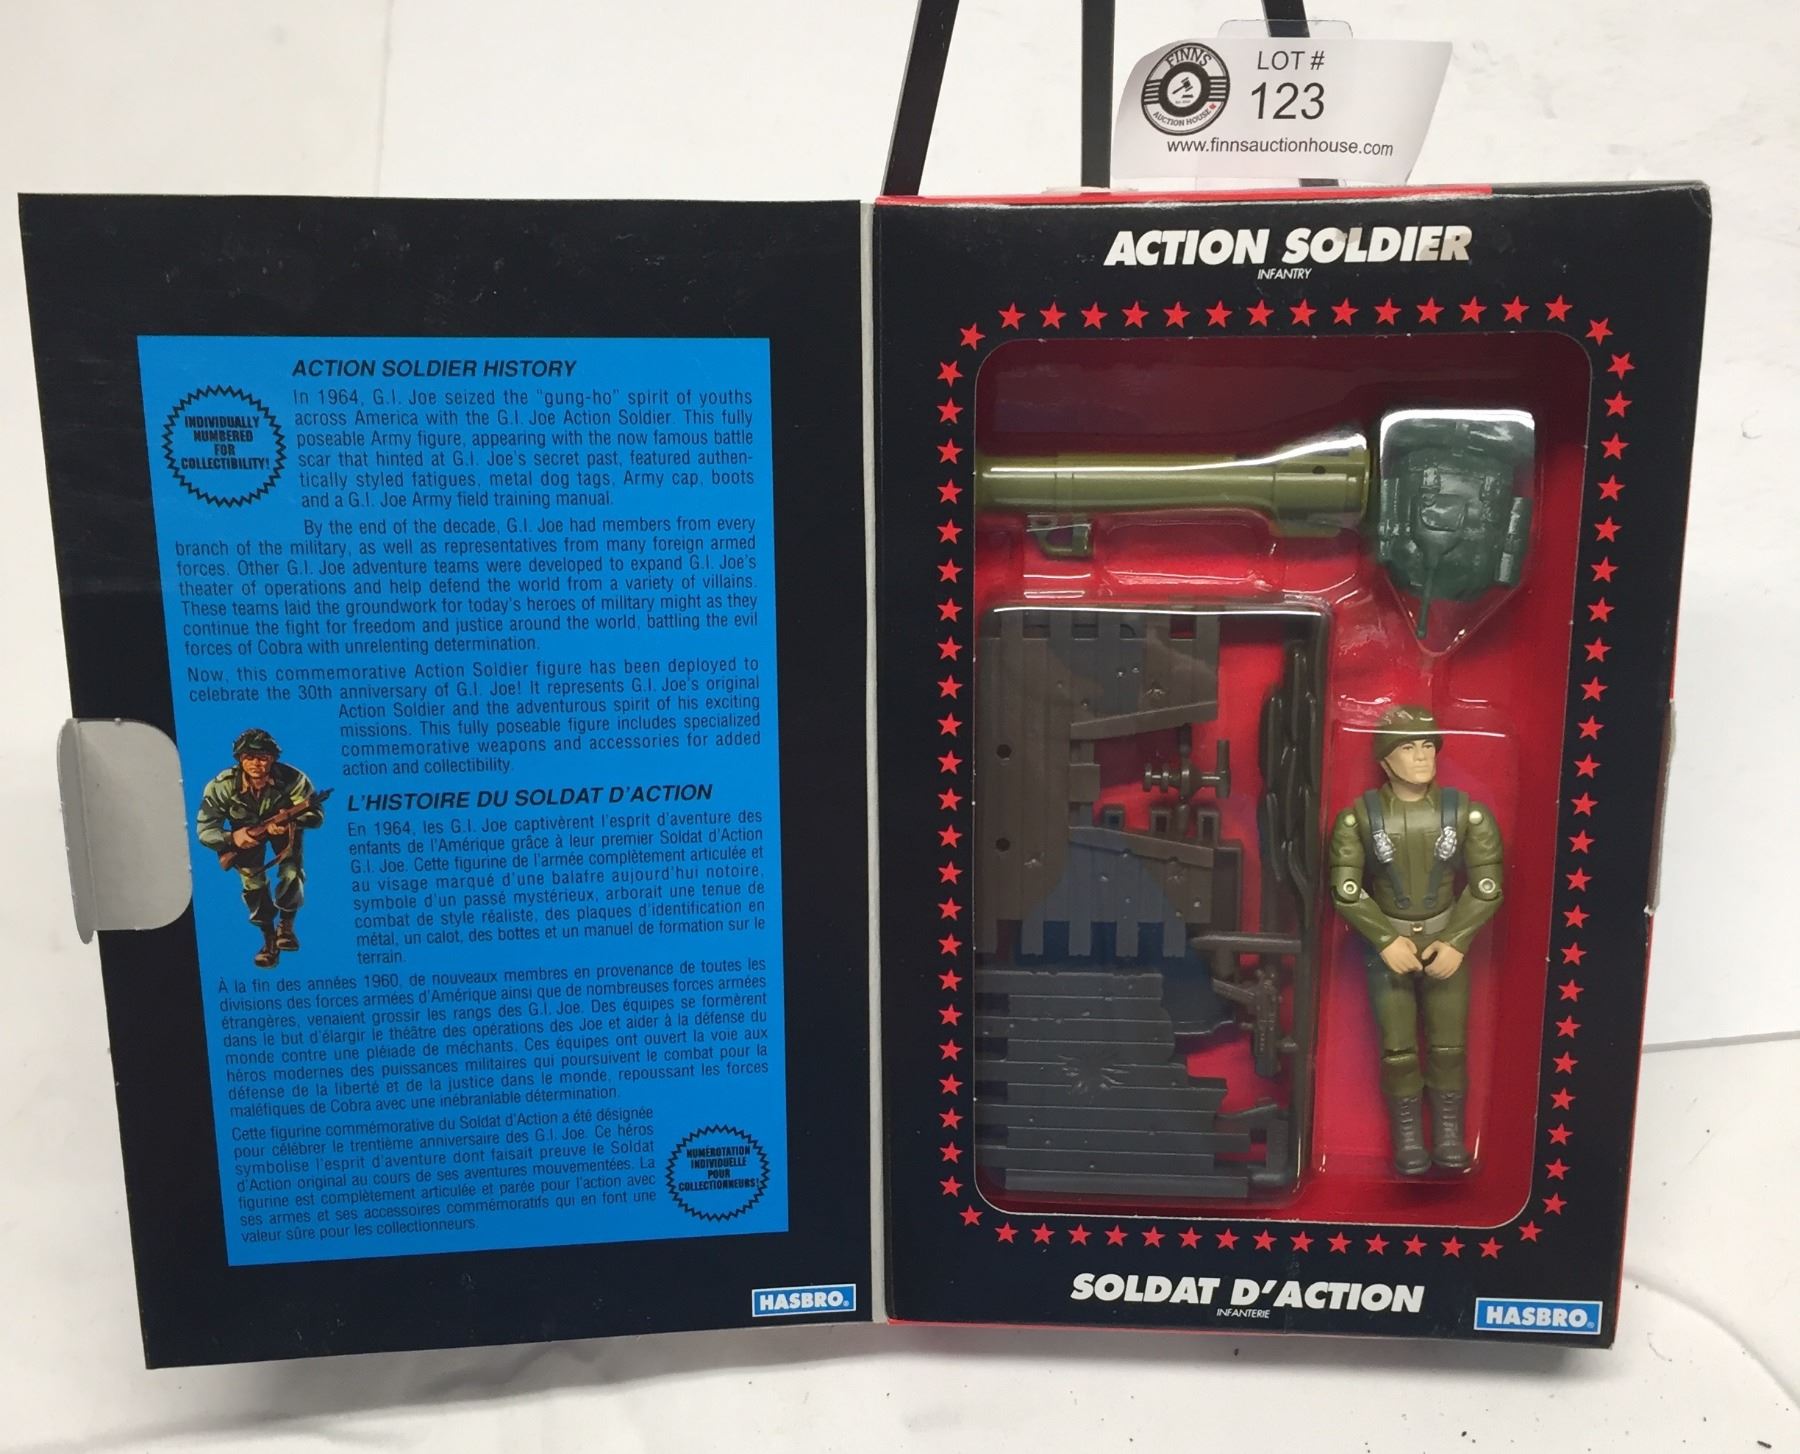 FINNS
AUCTION HOUSE
LOT #
123
www.finnsauctionhouse.com
ACTION SOLDIER HISTORY
INDIVIDUALLY
NUMBERED
FOR
COLLECTIBILITY!
In 1964, G.I. Joe seized the "gung-ho" spirit of youths
across America with the G.I. Joe Action Soldier. This fully
poseable Army figure, appearing with the now famous battle
scar that hinted at G.I. Joe's secret past, featured authen-
tically styled fatigues, metal dog tags, Army cap, boots
and a G.I. Joe Army field training manual.
By the end of the decade, G.I. Joe had members from every
branch of the military, as well as representatives from many foreign armed
forces. Other G.I. Joe adventure teams were developed to expand G.I. Joe's
theater of operations and help defend the world from a variety of villains.
These teams laid the groundwork for today's heroes of military might as they
continue the fight for freedom and justice around the world, battling the evil
forces of Cobra with unrelenting determination.
Now, this commemorative Action Soldier figure has been deployed to
celebrate the 30th anniversary of G.I. Joe! It represents G.I. Joe's original
Action Soldier and the adventurous spirit of his exciting
missions. This fully poseable figure includes specialized
commemorative weapons and accessories for added
action and collectibility.
L'HISTOIRE DU SOLDAT D'ACTION
En 1964, les G.I. Joe captivèrent l'esprit d'aventure des
enfants de l'Amérique grâce à leur premier Soldat d'Action
G.I. Joe. Cette figurine de l'armée complètement articulée et
au visage marqué d'une balafre aujourd'hui notoire,
symbole d'un passé mystérieux, arborait une tenue de
combat de style réaliste, des plaques d'identification en
métal, un calot, des bottes et un manuel de formation sur le
terrain.
À la fin des années 1960, de nouveaux membres en provenance de toutes les
divisions des forces armées d'Amérique ainsi que de nombreuses forces armées
étrangères, venaient grossir les rangs des G.I. Joe. Des équipes se formèrent
dans le but d'élargir le théâtre des opérations des Joe et aider à la défense du
monde contre une pléiade de méchants. Ces équipes ont ouvert la voie aux
héros modernes des puissances militaires qui poursuivent le combat pour la
défense de la liberté et de la justice dans le monde, repoussant les forces
maléfiques de Cobra avec une inébranlable détermination.
Cette figurine commémorative du Soldat d'Action a été désignée
pour célébrer le trentième anniversaire des G.I. Joe. Ce héros
symbolise l'esprit d'aventure dont faisait preuve le Soldat
d'Action original au cours de ses aventures mouvementées. La
figurine est complètement articulée et parée pour l'action avec
ses armes et ses accessoires commémoratifs qui en font une
valeur sûre pour les collectionneurs.
NUMÉROTATION
INDIVIDUELLE
POUR
COLLECTIONNEURS!
HASBRO®
ACTION SOLDIER
INFANTRY
SOLDAT D'ACTION
INFANTERIE
HASBRO®